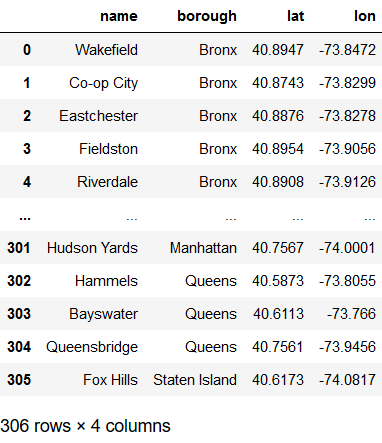 name borough lat lon
0 Wakefield Bronx 40.8947 -73.8472
1 Co-op City Bronx 40.8743 -73.8299
2 Eastchester Bronx 40.8876 -73.8278
3 Fieldston Bronx 40.8954 -73.9056
4 Riverdale Bronx 40.8908 -73.9126
... ... ... ... ...
301 Hudson Yards Manhattan 40.7567 -74.0001
302 Hammels Queens 40.5873 -73.8055
303 Bayswater Queens 40.6113 -73.766
304 Queensbridge Queens 40.7561 -73.9456
305 Fox Hills Staten Island 40.6173 -74.0817
306 rows × 4 columns